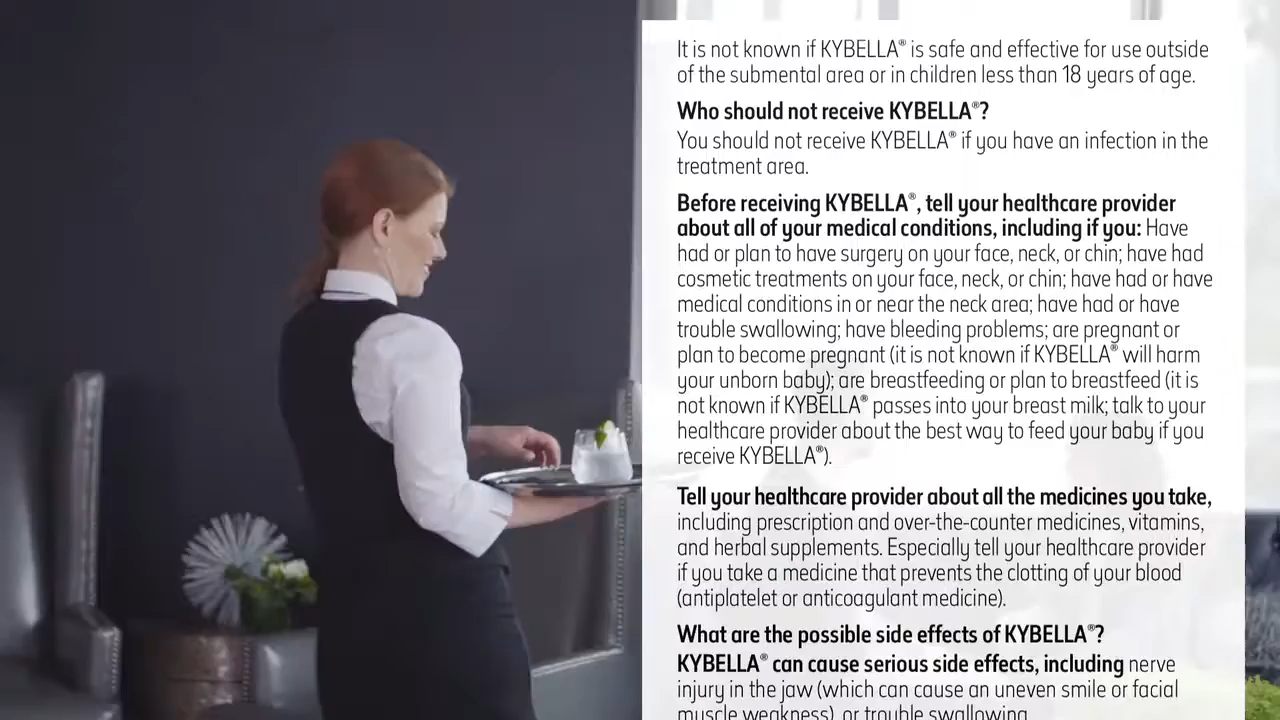 It is not known if KYBELLA® is safe and effective for use outside
of the submental area or in children less than 18 years of age.
Who should not receive KYBELLA®?
You should not receive KYBELLA® if you have an infection in the
treatment area.
Before receiving KYBELLA®, tell your healthcare provider
about all of your medical conditions, including if you: Have
had or plan to have surgery on your face, neck, or chin; have had
cosmetic treatments on your face, neck, or chin; have had or have
medical conditions in or near the neck area; have had or have
trouble swallowing; have bleeding problems; are pregnant or
plan to become pregnant (it is not known if KYBELLA® will harm
your unborn baby); are breastfeeding or plan to breastfeed (it is
not known if KYBELLA® passes into your breast milk; talk to your
healthcare provider about the best way to feed your baby if you
receive KYBELLA®).
Tell your healthcare provider about all the medicines you take,
including prescription and over-the-counter medicines, vitamins,
and herbal supplements. Especially tell your healthcare provider
if you take a medicine that prevents the clotting of your blood
(antiplatelet or anticoagulant medicine).
What are the possible side effects of KYBELLA®?
KYBELLA® can cause serious side effects, including nerve
injury in the jaw (which can cause an uneven smile or facial
muscle weakness), or trouble swallowing.